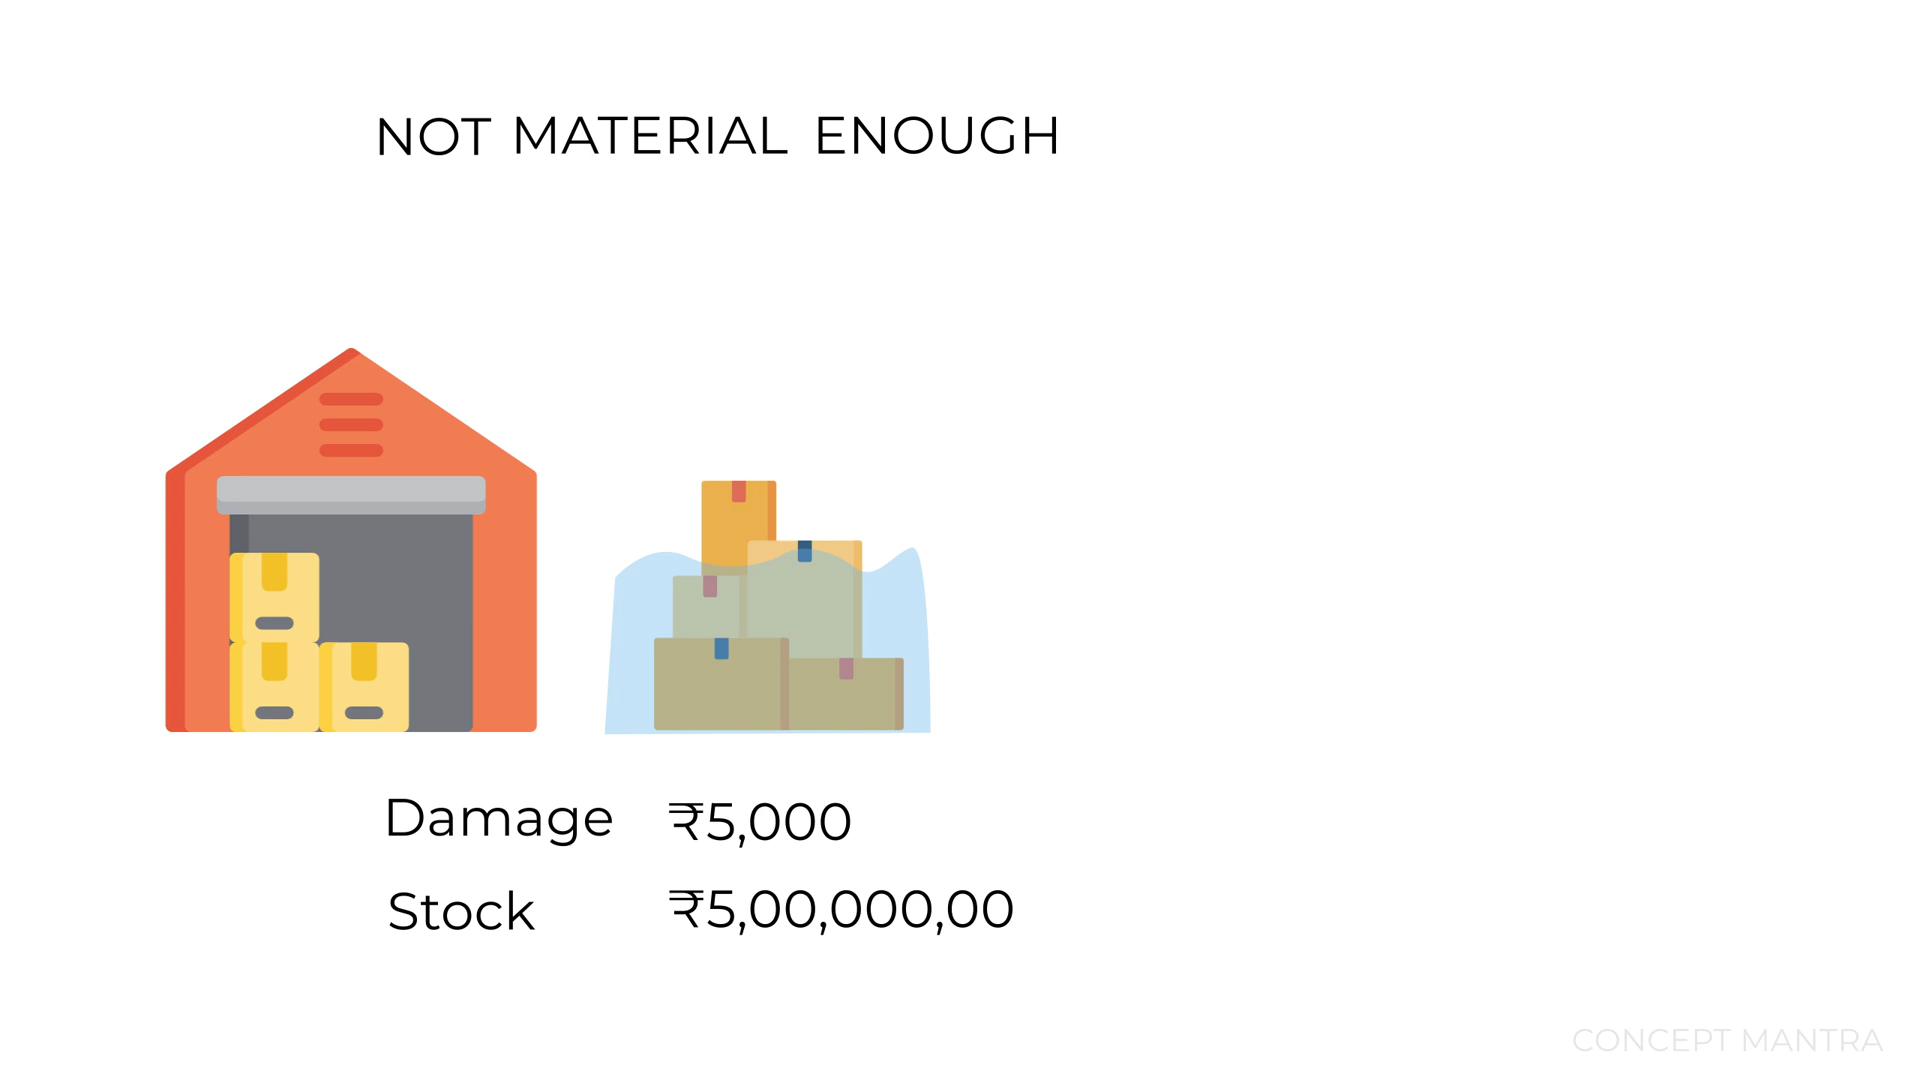 NOT MATERIAL ENOUGH
Damage ₹5,000
Stock ₹5,00,000,00
CONCEPT MANTRA